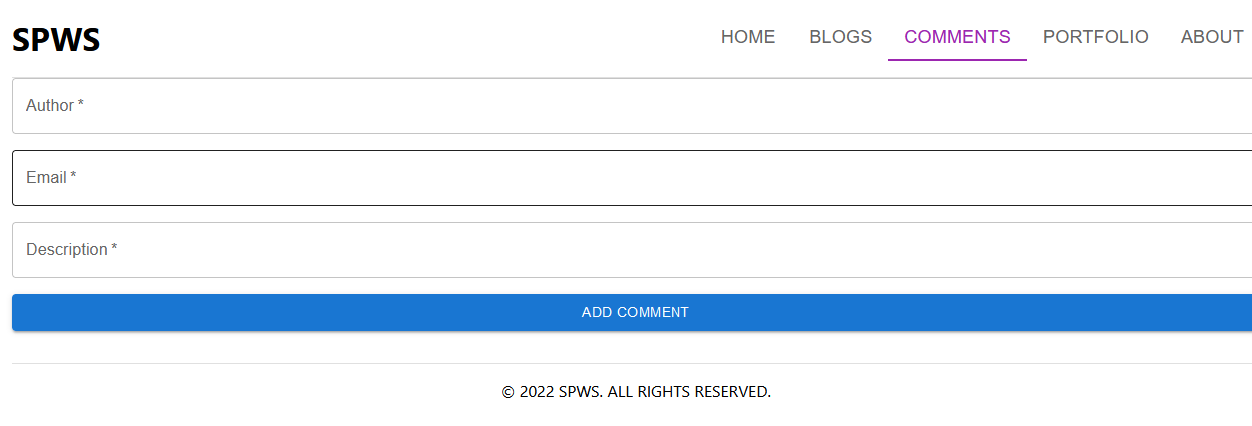 SPWS
HOME BLOGS COMMENTS PORTFOLIO ABOUT
Author *
Email *
Description *
ADD COMMENT
© 2022 SPWS. ALL RIGHTS RESERVED.